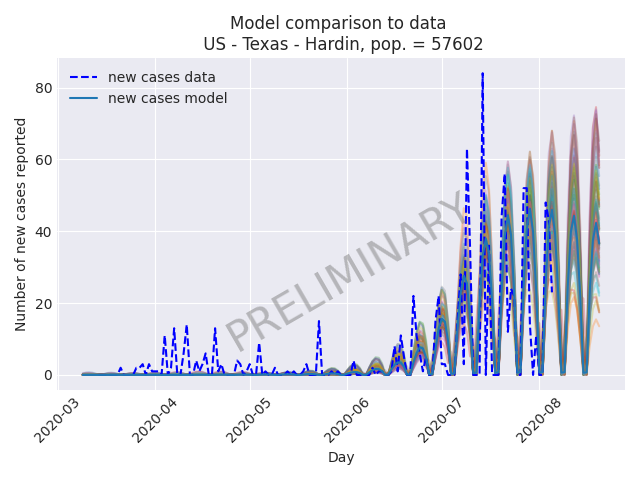 Model comparison to data
US - Texas - Hardin, pop. = 57602
new cases data
new cases model
Number of new cases reported
80
60
40
20
0
PRELIMINARY
2020-03
2020-04
2020-05
2020-06
2020-07
2020-08
Day